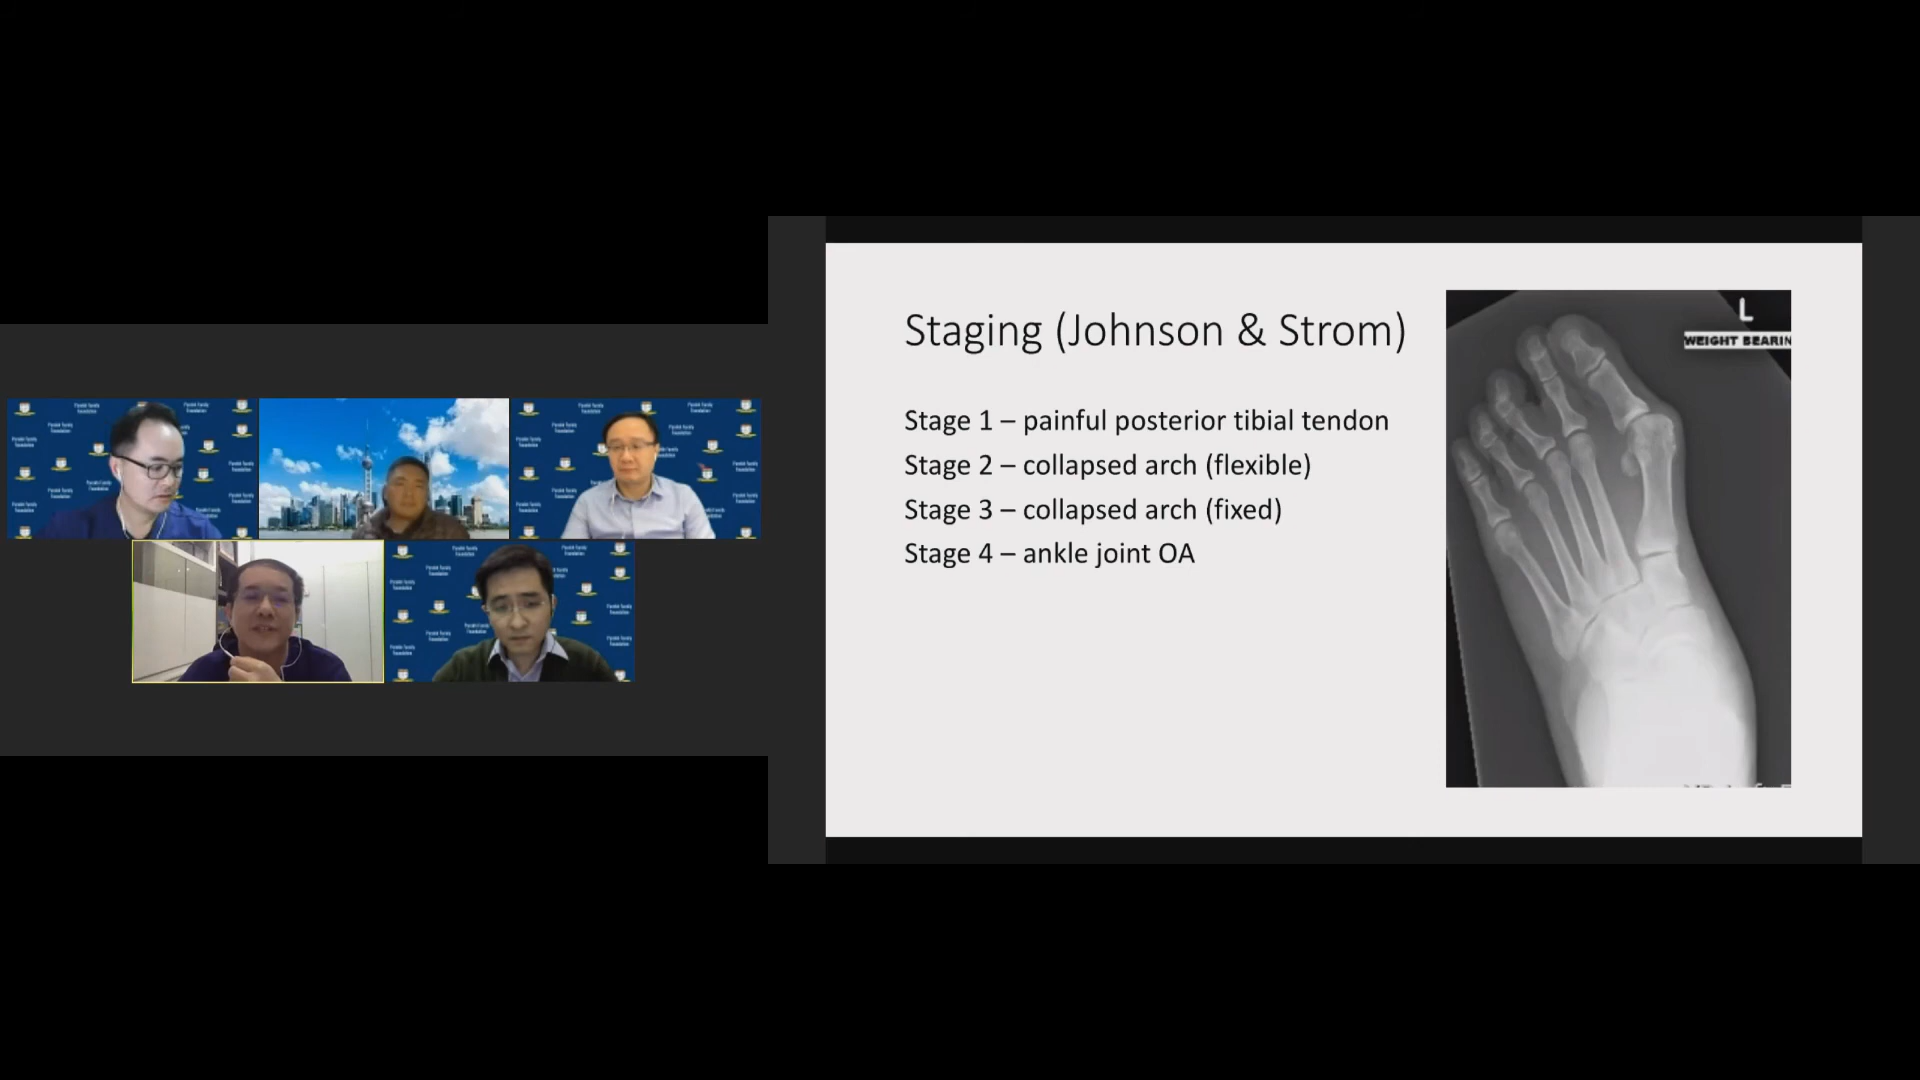 Staging (Johnson & Strom)
Stage 1 – painful posterior tibial tendon
Stage 2 – collapsed arch (flexible)
Stage 3 – collapsed arch (fixed)
Stage 4 – ankle joint OA
L
WEIGHT BEARIN